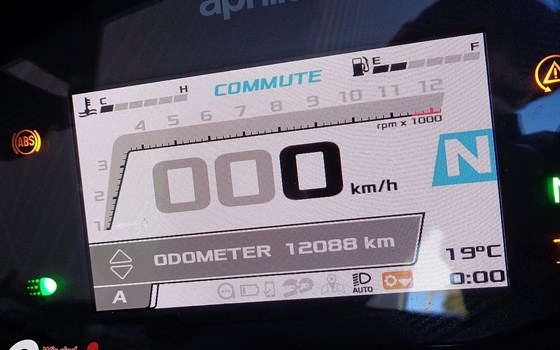 aprilia
COMMUTE
C H
E F
4 5 6 7 8 9 10 11 12
rpm x 1000
3
2
1
000 km/h
N
ABS
ODOMETER 12088 km
19°C
A
AUTO
0:00